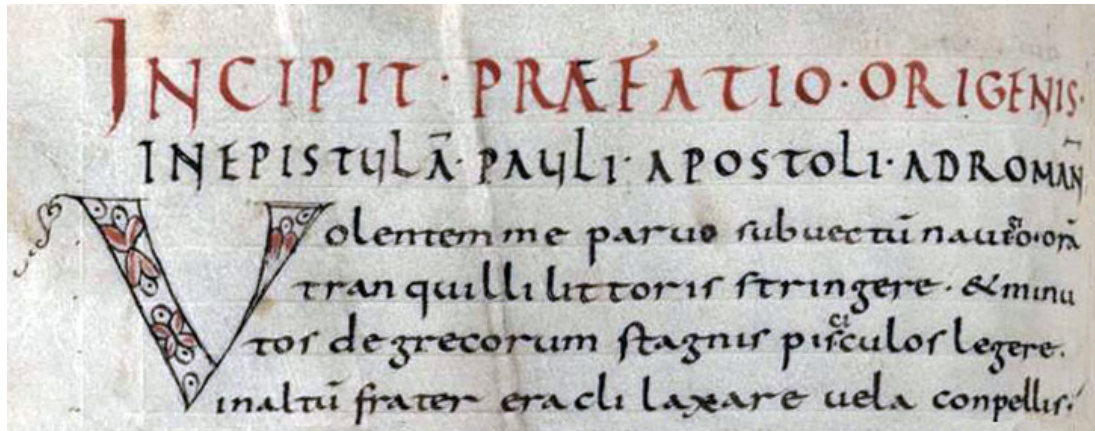 INCIPIT · PRÆFATIO · ORIGENIS ·
IN EPISTULĀ · PAULI · APOSTOLI · AD ROMAN̄
Volentem me paruo subuectū nauigio orā
tranquilli littoris stringere · & minu
tos de grecorum stagnis pisciculos legere.
in altū frater eracli laxare uela conpellis·